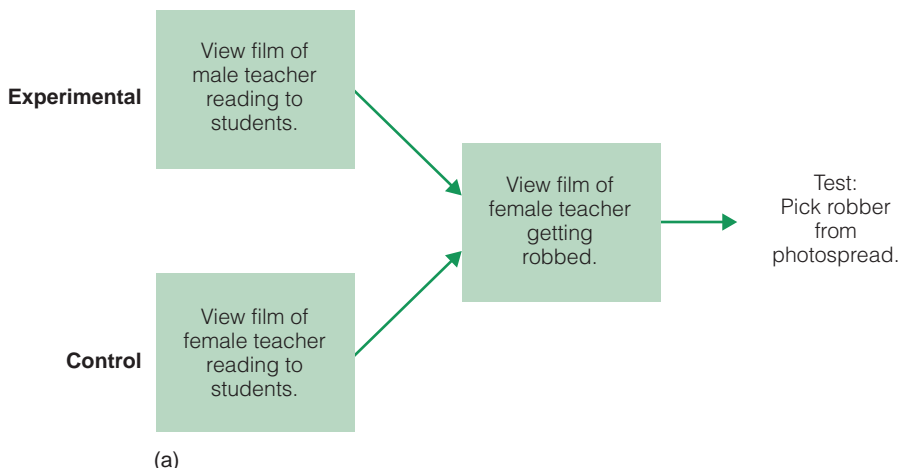 Experimental
View film of
male teacher
reading to
students.
View film of
female teacher
getting
robbed.
Test:
Pick robber
from
photospread.
Control
View film of
female teacher
reading to
students.
(a)